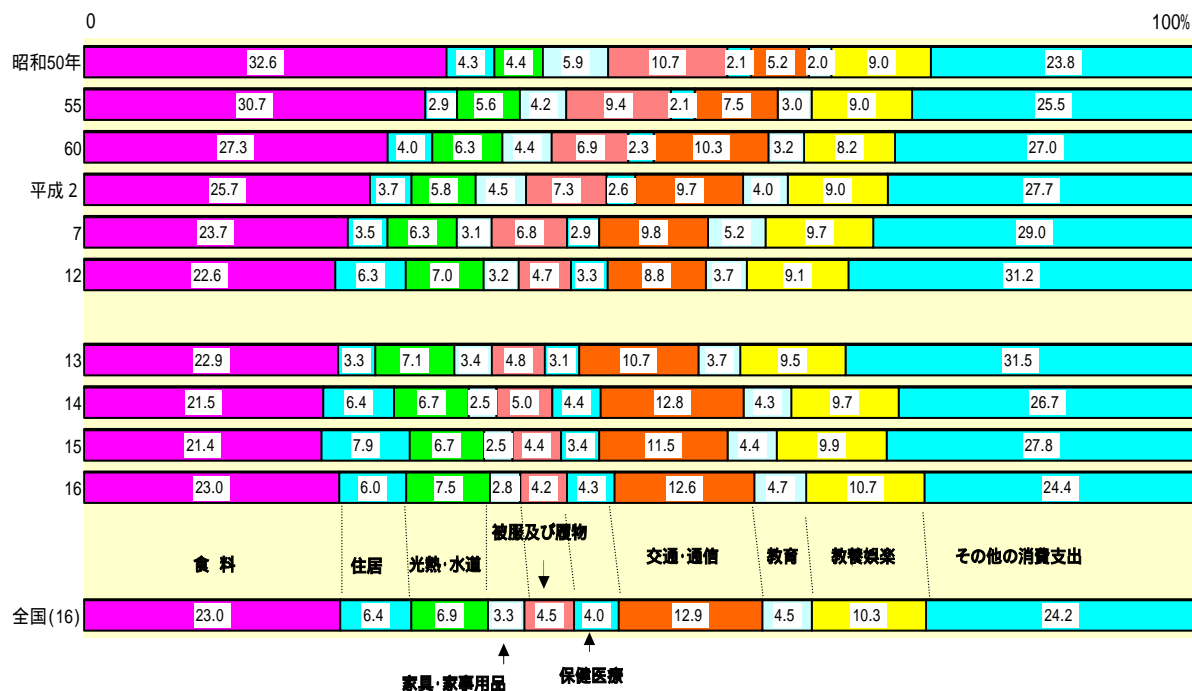 0 100%
昭和50年 32.6 4.3 4.4 5.9 10.7 2.1 5.2 2.0 9.0 23.8
55 30.7 2.9 5.6 4.2 9.4 2.1 7.5 3.0 9.0 25.5
60 27.3 4.0 6.3 4.4 6.9 2.3 10.3 3.2 8.2 27.0
平成2 25.7 3.7 5.8 4.5 7.3 2.6 9.7 4.0 9.0 27.7
7 23.7 3.5 6.3 3.1 6.8 2.9 9.8 5.2 9.7 29.0
12 22.6 6.3 7.0 3.2 4.7 3.3 8.8 3.7 9.1 31.2
13 22.9 3.3 7.1 3.4 4.8 3.1 10.7 3.7 9.5 31.5
14 21.5 6.4 6.7 2.5 5.0 4.4 12.8 4.3 9.7 26.7
15 21.4 7.9 6.7 2.5 4.4 3.4 11.5 4.4 9.9 27.8
16 23.0 6.0 7.5 2.8 4.2 4.3 12.6 4.7 10.7 24.4
被服及び履物
食料 住居 光熱・水道 交通・通信 教育 教養娯楽 その他の消費支出
全国(16) 23.0 6.4 6.9 3.3 4.5 4.0 12.9 4.5 10.3 24.2
家具・家事用品 保健医療